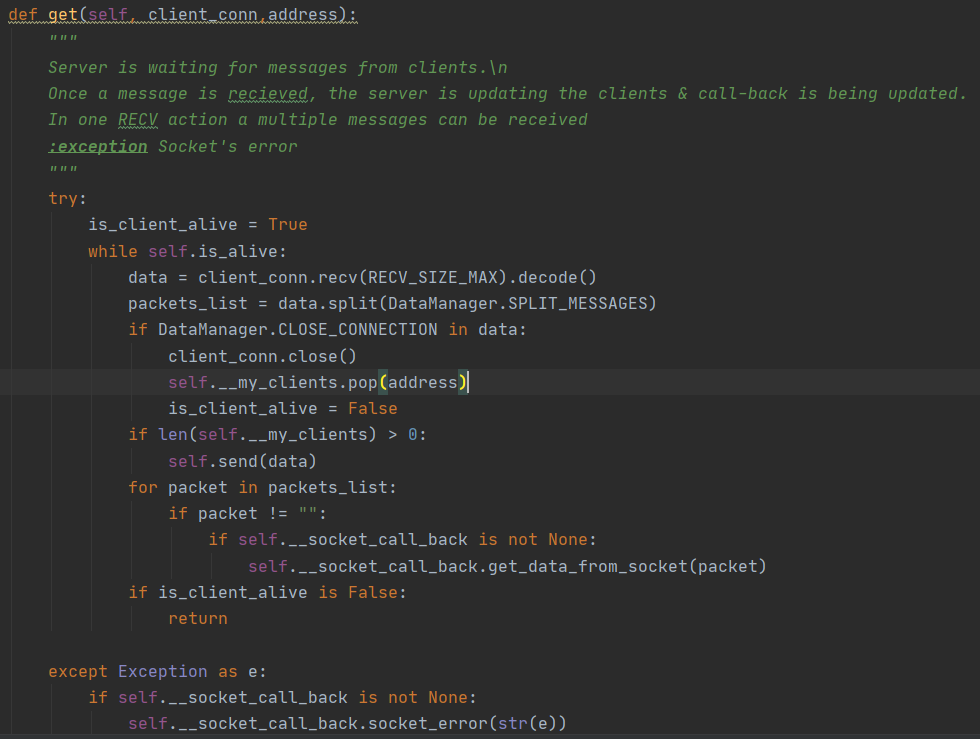 def get(self, client_conn,address):
    """
    Server is waiting for messages from clients.\n
    Once a message is recieved, the server is updating the clients & call-back is being updated.
    In one RECV action a multiple messages can be received
    :exception Socket's error
    """
    try:
        is_client_alive = True
        while self.is_alive:
            data = client_conn.recv(RECV_SIZE_MAX).decode()
            packets_list = data.split(DataManager.SPLIT_MESSAGES)
            if DataManager.CLOSE_CONNECTION in data:
                client_conn.close()
                self.__my_clients.pop(address)
                is_client_alive = False
            if len(self.__my_clients) > 0:
                self.send(data)
            for packet in packets_list:
                if packet != "":
                    if self.__socket_call_back is not None:
                        self.__socket_call_back.get_data_from_socket(packet)
            if is_client_alive is False:
                return
    except Exception as e:
        if self.__socket_call_back is not None:
            self.__socket_call_back.socket_error(str(e))